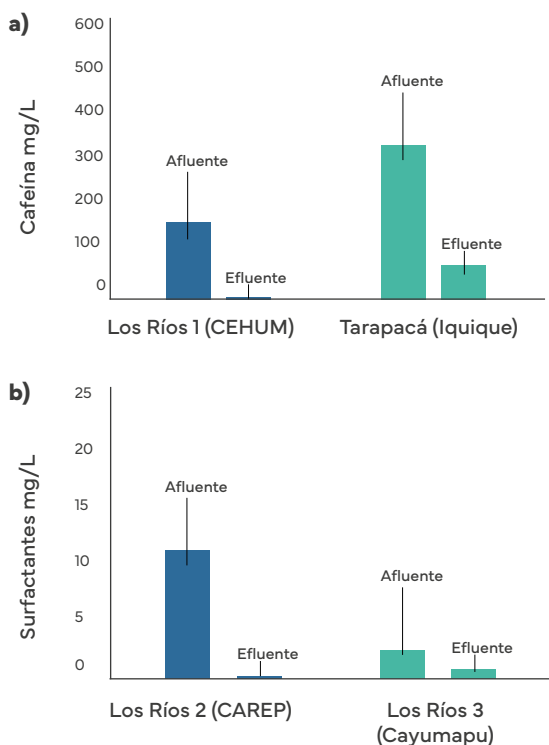 a)
Cafeína mg/L
600
500
400
300
200
100
0
Afluente
Efluente
Afluente
Efluente
Los Ríos 1 (CEHUM)
Tarapacá (Iquique)
b)
Surfactantes mg/L
25
20
15
10
5
0
Afluente
Efluente
Afluente
Efluente
Los Ríos 2 (CAREP)
Los Ríos 3
(Cayumapu)